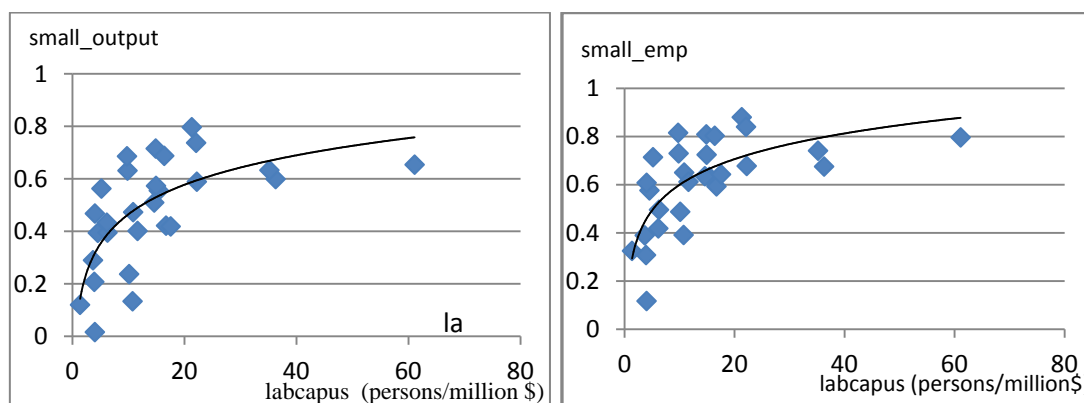 small_output
1
0.8
0.6
0.4
0.2
0
la
0 20 40 60 80
labcapus (persons/million $)
small_emp
1
0.8
0.6
0.4
0.2
0
0 20 40 60 80
labcapus (persons/million$